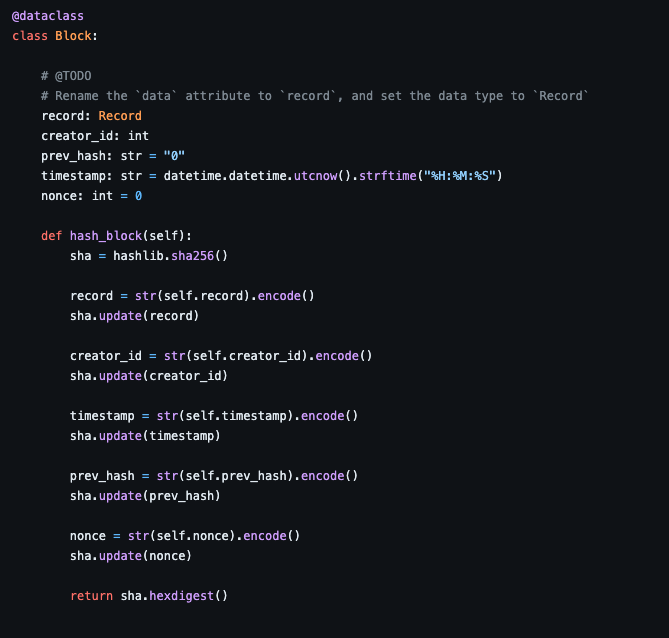 @dataclass
class Block:
# @TODO
# Rename the `data` attribute to `record`, and set the data type to `Record`
record: Record
creator_id: int
prev_hash: str = "0"
timestamp: str = datetime.datetime.utcnow().strftime("%H:%M:%S")
nonce: int = 0
def hash_block(self):
sha = hashlib.sha256()
record = str(self.record).encode()
sha.update(record)
creator_id = str(self.creator_id).encode()
sha.update(creator_id)
timestamp = str(self.timestamp).encode()
sha.update(timestamp)
prev_hash = str(self.prev_hash).encode()
sha.update(prev_hash)
nonce = str(self.nonce).encode()
sha.update(nonce)
return sha.hexdigest()